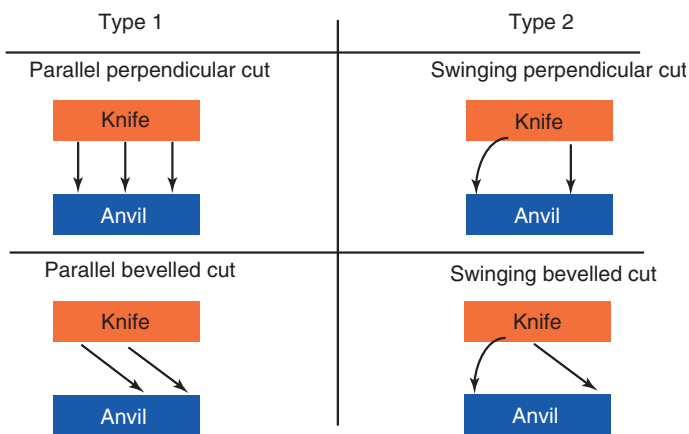 Type 1
Type 2
Parallel perpendicular cut
Swinging perpendicular cut
Knife
Knife
Anvil
Anvil
Parallel bevelled cut
Swinging bevelled cut
Knife
Knife
Anvil
Anvil